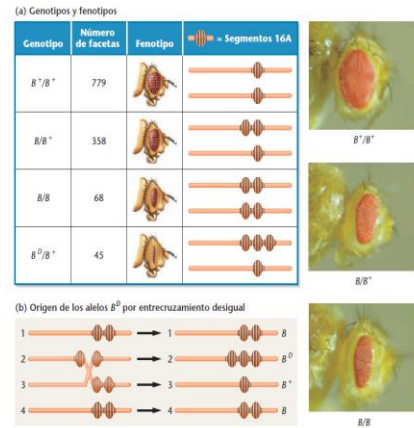 (a) Genotipos y fenotipos
Genotipo
Número de facetas
Fenotipo
= Segmentos 16A
B⁺/B⁺
779
B/B⁺
358
B/B
68
Bᴰ/B⁺
45
B⁺/B⁺
B/B⁺
B/B
(b) Origen de los alelos Bᴰ por entrecruzamiento desigual
1
1
B
2
2
Bᴰ
3
3
B⁺
4
4
B